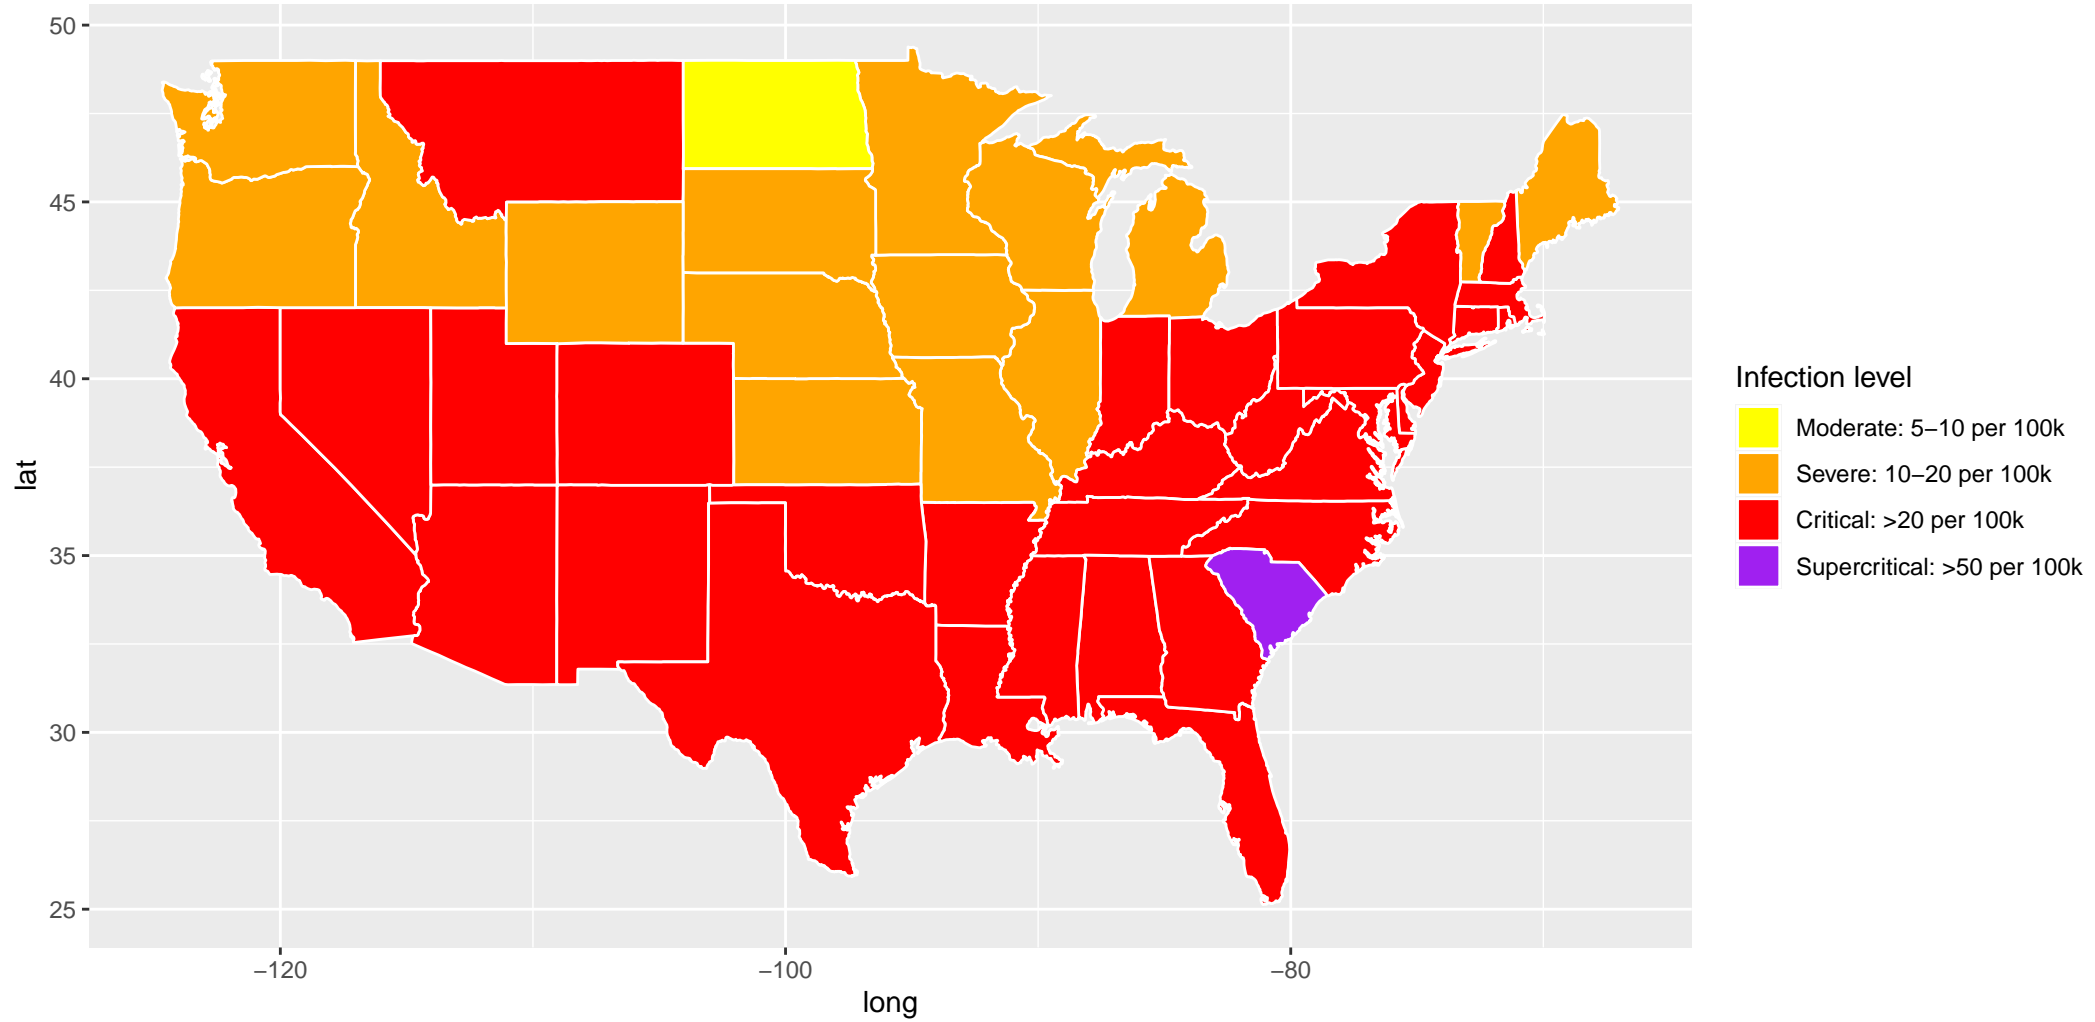 50
45
40
35
30
25
lat
−120
−100
−80
long
Infection level
Moderate: 5−10 per 100k
Severe: 10−20 per 100k
Critical: >20 per 100k
Supercritical: >50 per 100k